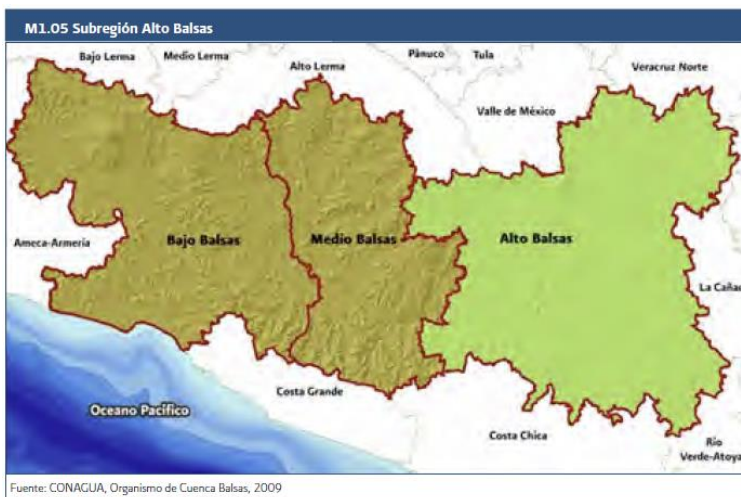 M1.05 Subregión Alto Balsas
Bajo Lerma
Medio Lerma
Alto Lerma
Pánuco
Tula
Veracruz Norte
Valle de México
Ameca-Armería
Bajo Balsas
Medio Balsas
Alto Balsas
La Cañad
Costa Grande
Oceano Pacífico
Costa Chica
Río
Verde-Atoya
Fuente: CONAGUA, Organismo de Cuenca Balsas, 2009